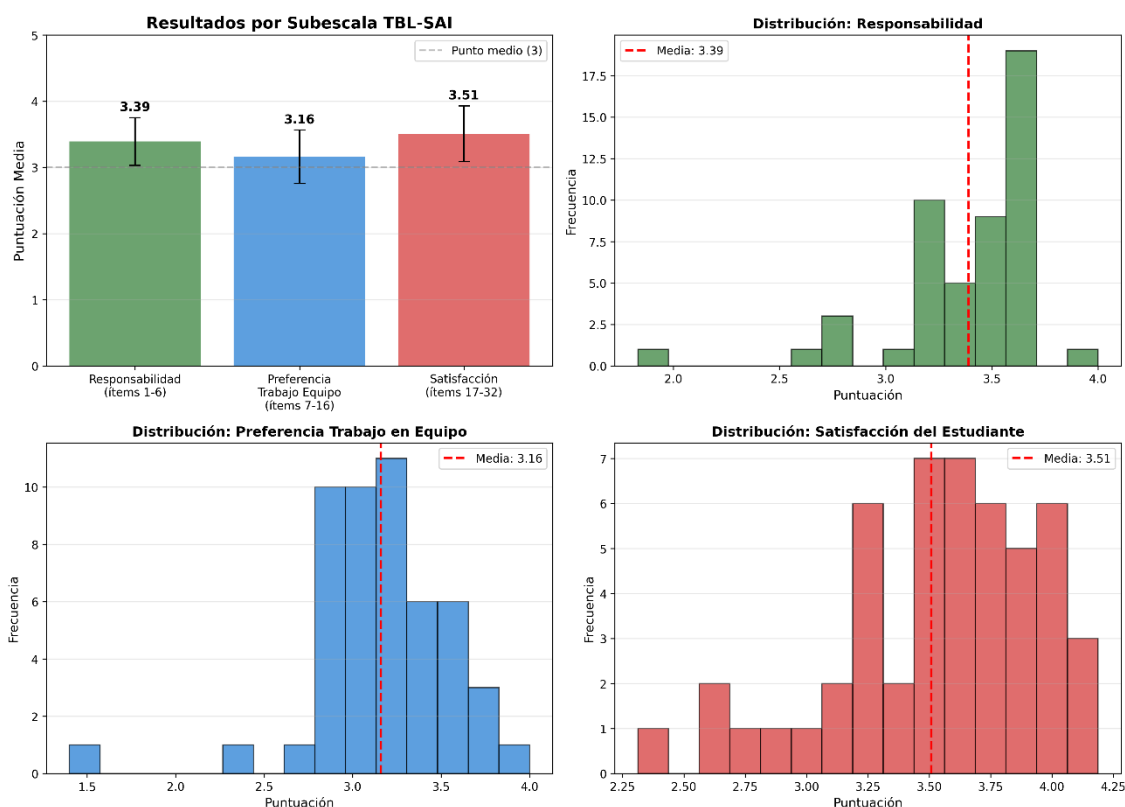 Resultados por Subescala TBL-SAI
Punto medio (3)
Puntuación Media
5
4
3
2
1
0
3.39
3.16
3.51
Responsabilidad
(ítems 1-6)
Preferencia
Trabajo Equipo
(ítems 7-16)
Satisfacción
(ítems 17-32)
Distribución: Responsabilidad
Media: 3.39
Frecuencia
17.5
15.0
12.5
10.0
7.5
5.0
2.5
0.0
2.0
2.5
3.0
3.5
4.0
Puntuación
Distribución: Preferencia Trabajo en Equipo
Media: 3.16
Frecuencia
10
8
6
4
2
0
1.5
2.0
2.5
3.0
3.5
4.0
Puntuación
Distribución: Satisfacción del Estudiante
Media: 3.51
Frecuencia
7
6
5
4
3
2
1
0
2.25
2.50
2.75
3.00
3.25
3.50
3.75
4.00
4.25
Puntuación